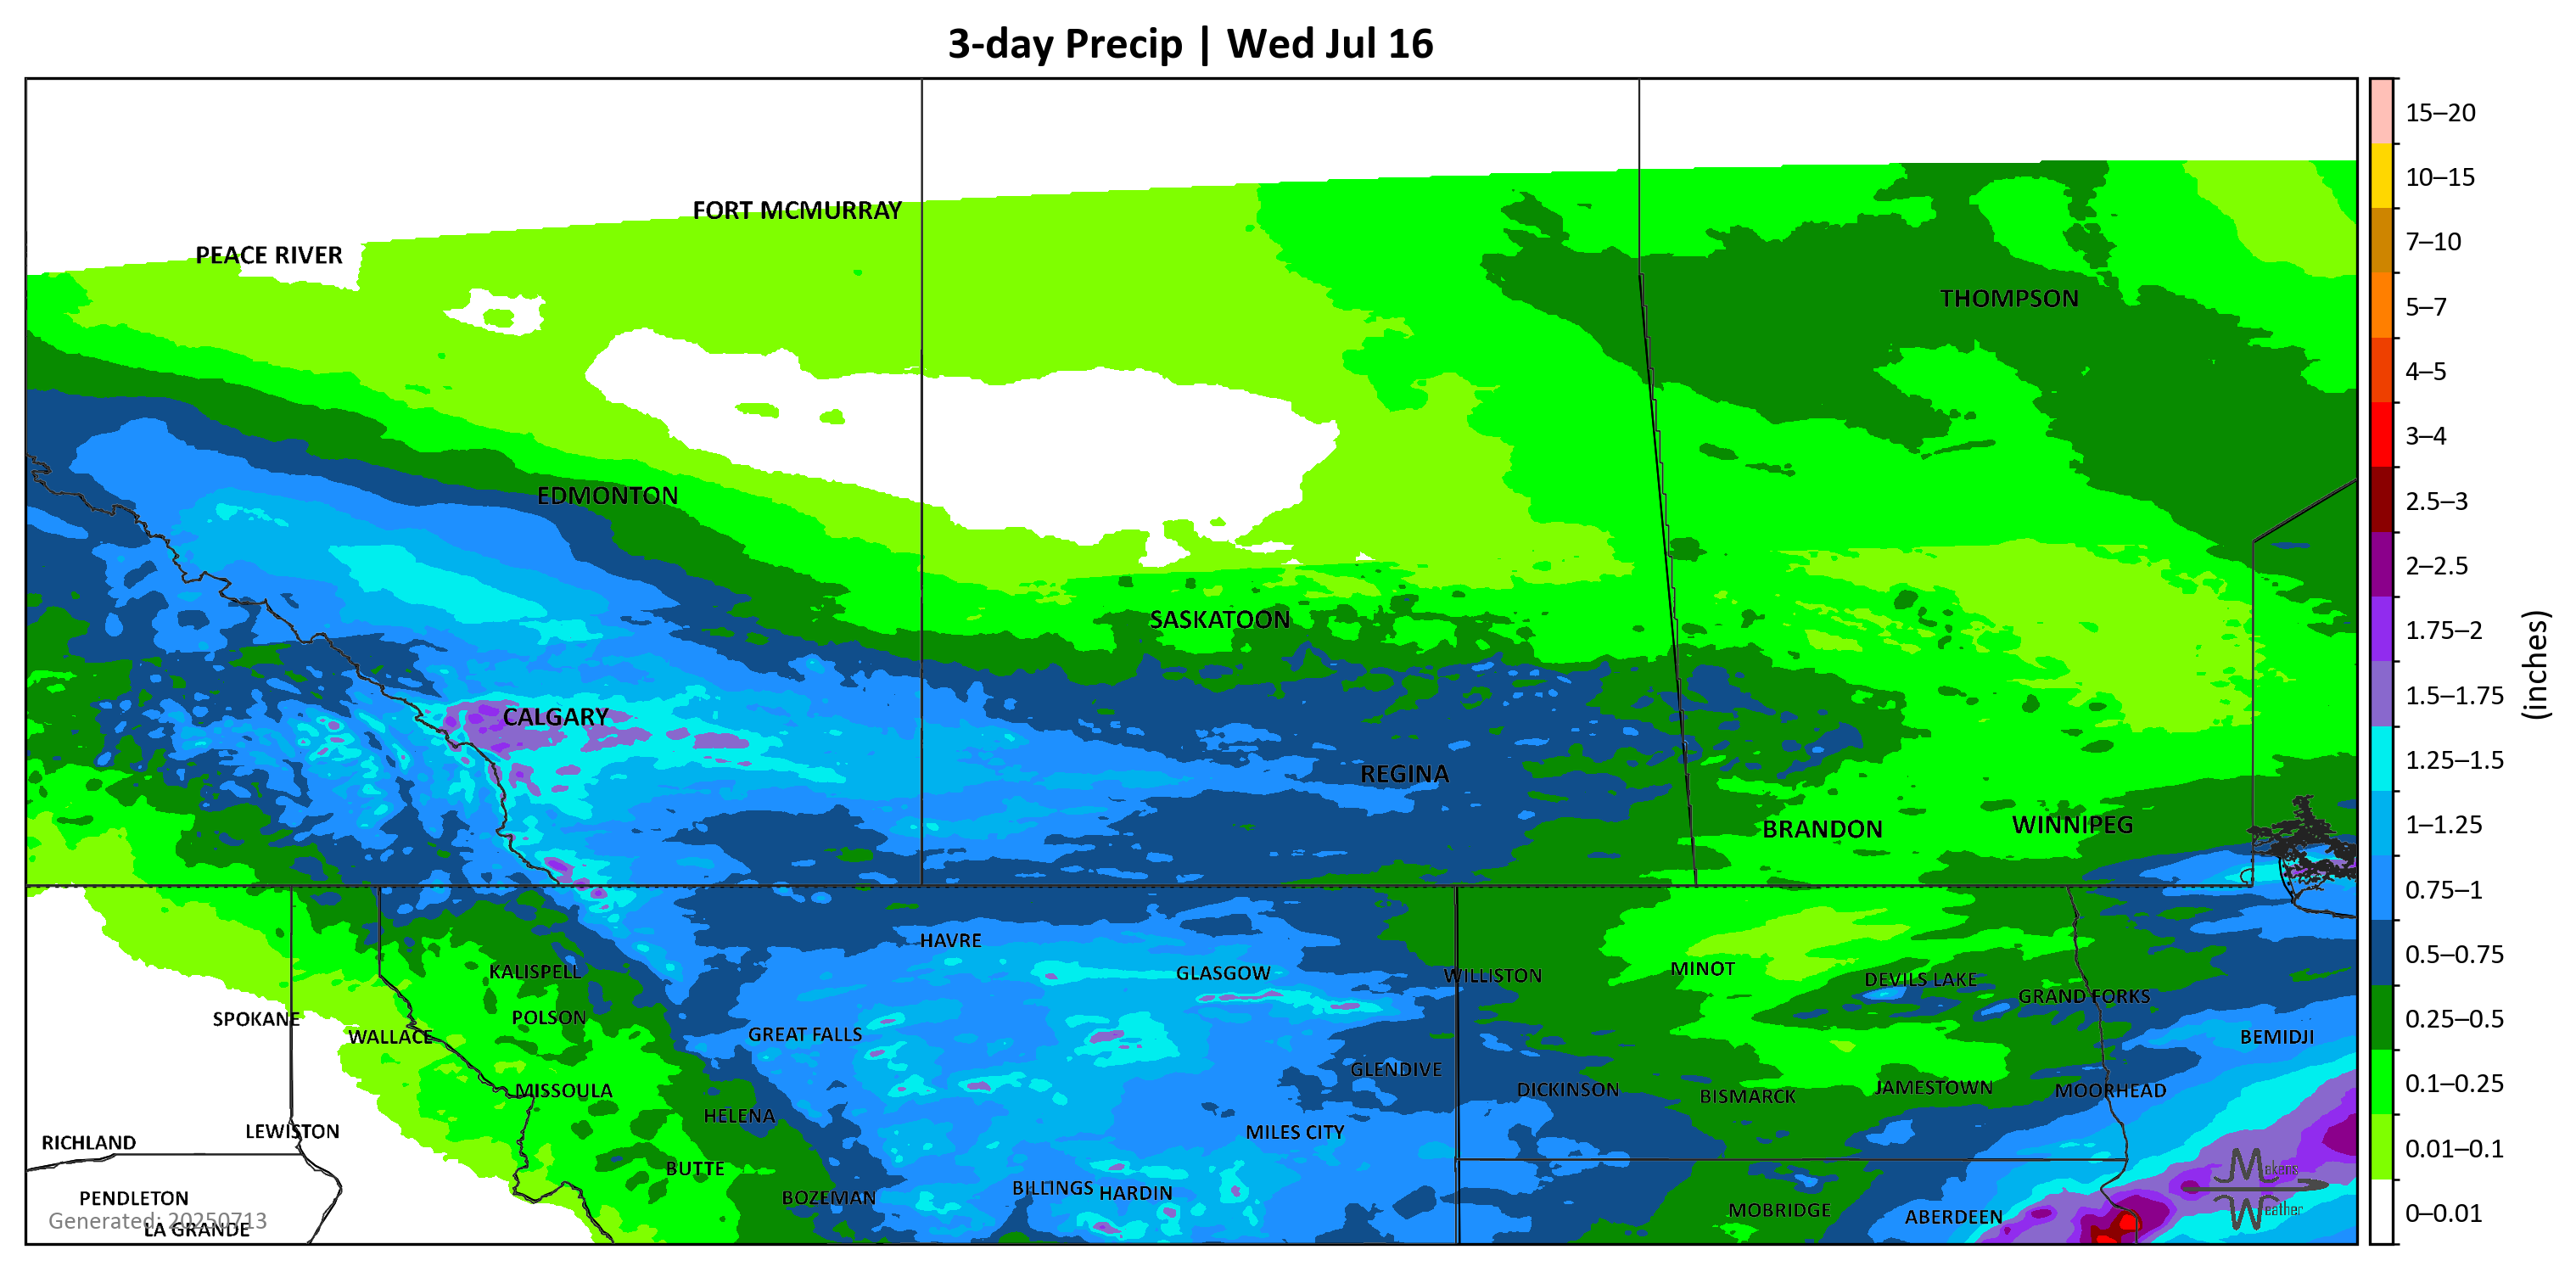 3-day Precip | Wed Jul 16
FORT MCMURRAY
PEACE RIVER
THOMPSON
EDMONTON
SASKATOON
CALGARY
REGINA
BRANDON
WINNIPEG
HAVRE
KALISPELL
GLASGOW
WILLISTON
MINOT
DEVILS LAKE
GRAND FORKS
SPOKANE
POLSON
WALLACE
GREAT FALLS
BEMIDJI
GLENDIVE
MISSOULA
DICKINSON
BISMARCK
JAMESTOWN
MOORHEAD
HELENA
RICHLAND
LEWISTON
MILES CITY
BUTTE
PENDLETON
BOZEMAN
BILLINGS
HARDIN
MOBRIDGE
ABERDEEN
Generated: 20250713
LA GRANDE
Makens
Weather
15–20
10–15
7–10
5–7
4–5
3–4
2.5–3
2–2.5
1.75–2
1.5–1.75
1.25–1.5
1–1.25
0.75–1
0.5–0.75
0.25–0.5
0.1–0.25
0.01–0.1
0–0.01
(inches)